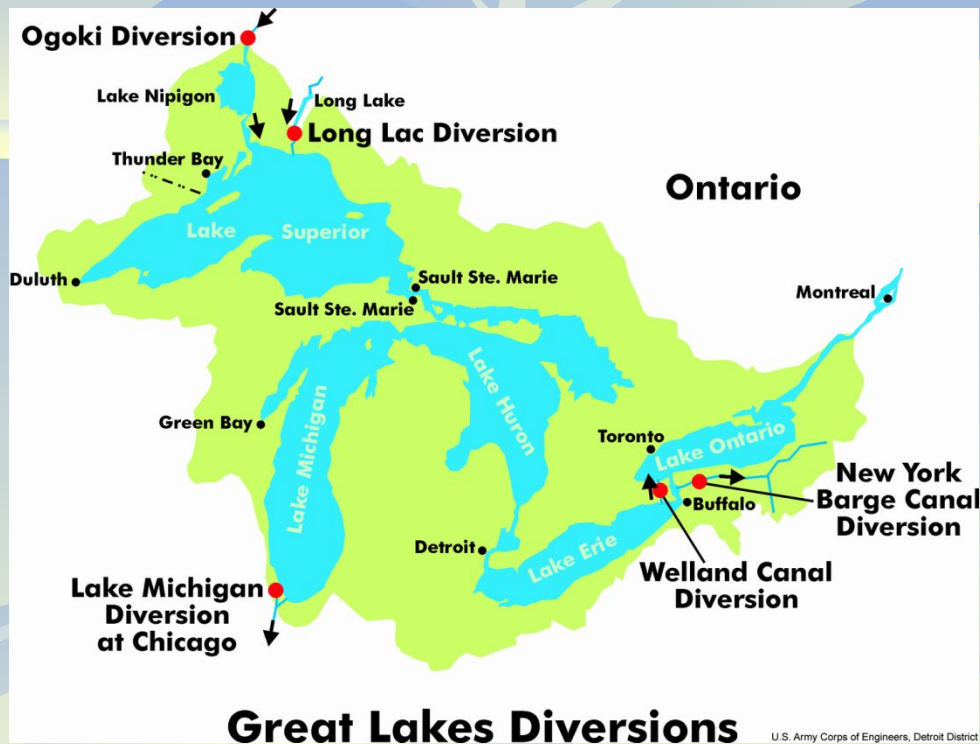 Ogoki Diversion
Lake Nipigon
Long Lake
Long Lac Diversion
Thunder Bay
Ontario
Lake Superior
Duluth
Sault Ste. Marie
Sault Ste. Marie
Montreal
Lake Huron
Lake Michigan
Green Bay
Toronto
Lake Ontario
New York
Barge Canal
Diversion
Buffalo
Detroit
Lake Erie
Welland Canal
Diversion
Lake Michigan
Diversion
at Chicago
Great Lakes Diversions
U.S. Army Corps of Engineers, Detroit District